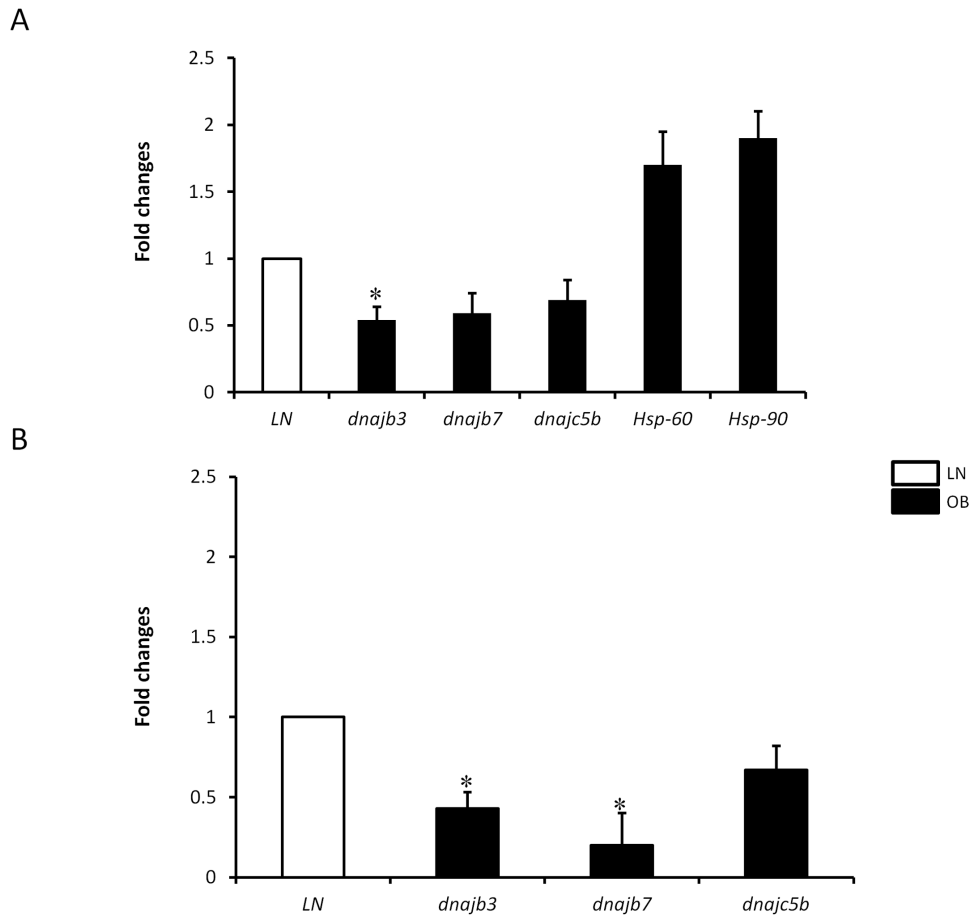 A
Fold changes
2.5
2
1.5
1
0.5
0
*
LN dnajb3 dnajb7 dnajc5b Hsp-60 Hsp-90
B
LN
OB
Fold changes
2.5
2
1.5
1
0.5
0
* *
LN dnajb3 dnajb7 dnajc5b